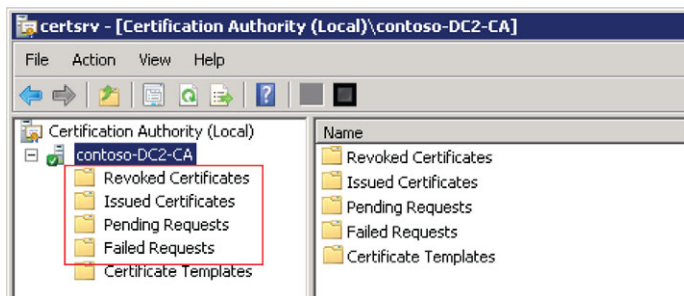 certsrv - [Certification Authority (Local)\contoso-DC2-CA]
File Action View Help
Certification Authority (Local)
contoso-DC2-CA
Revoked Certificates
Issued Certificates
Pending Requests
Failed Requests
Certificate Templates
Name
Revoked Certificates
Issued Certificates
Pending Requests
Failed Requests
Certificate Templates